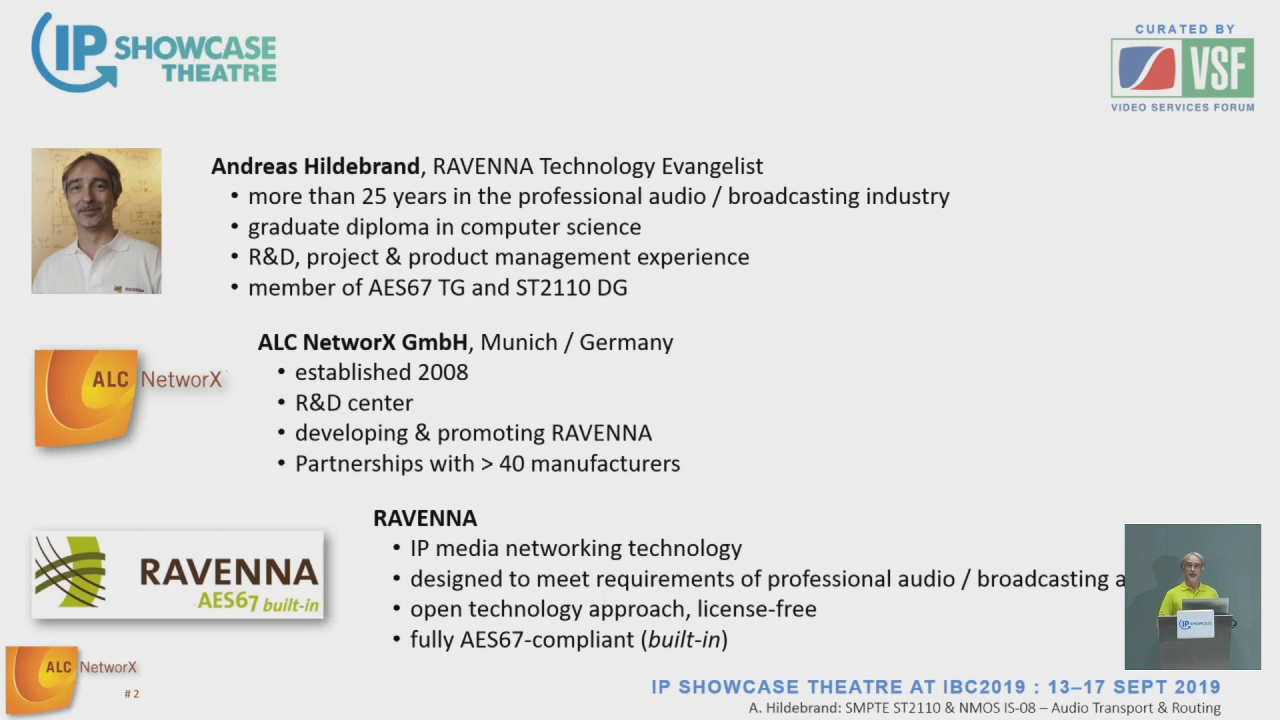 IP SHOWCASE THEATRE
CURATED BY
VSF
VIDEO SERVICES FORUM
Andreas Hildebrand, RAVENNA Technology Evangelist
• more than 25 years in the professional audio / broadcasting industry
• graduate diploma in computer science
• R&D, project & product management experience
• member of AES67 TG and ST2110 DG
ALC NetworX GmbH, Munich / Germany
ALC NetworX
• established 2008
• R&D center
• developing & promoting RAVENNA
• Partnerships with > 40 manufacturers
RAVENNA
• IP media networking technology
• designed to meet requirements of professional audio / broadcasting a
• open technology approach, license-free
• fully AES67-compliant (built-in)
RAVENNA
AES67 built-in
IP SHOWCASE
ALC NetworX
# 2
IP SHOWCASE THEATRE AT IBC2019 : 13–17 SEPT 2019
A. Hildebrand: SMPTE ST2110 & NMOS IS-08 – Audio Transport & Routing